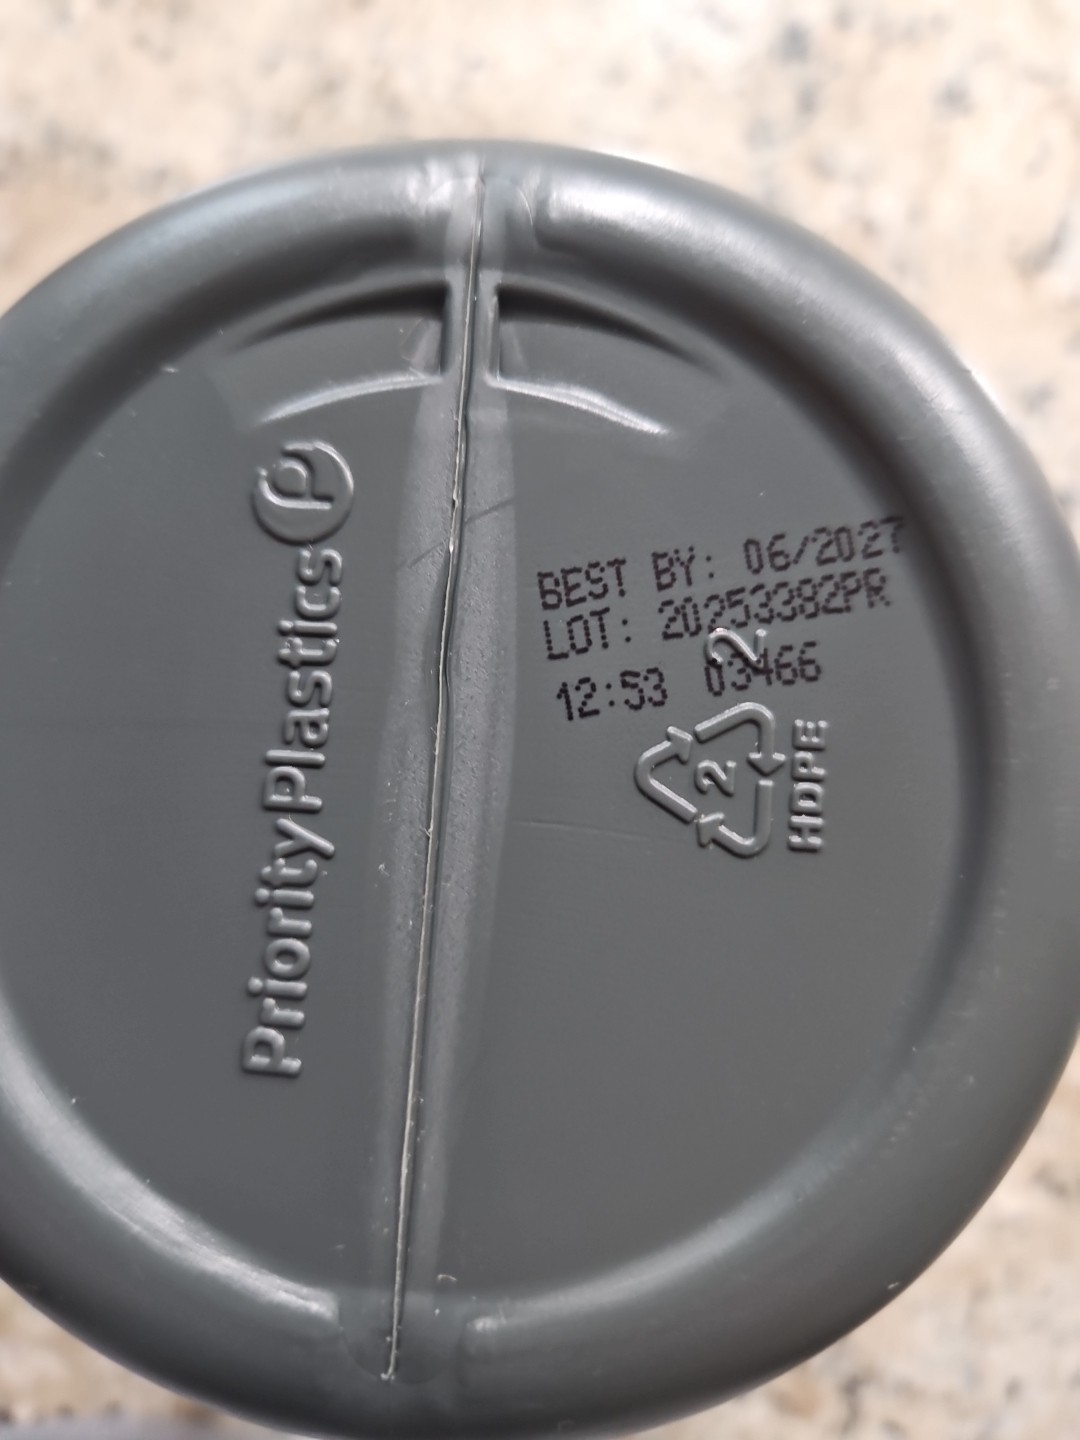 PriorityPlastics P
BEST BY: 06/2027
LOT: 20253382PR
12:53 03466
2
2
HDPE